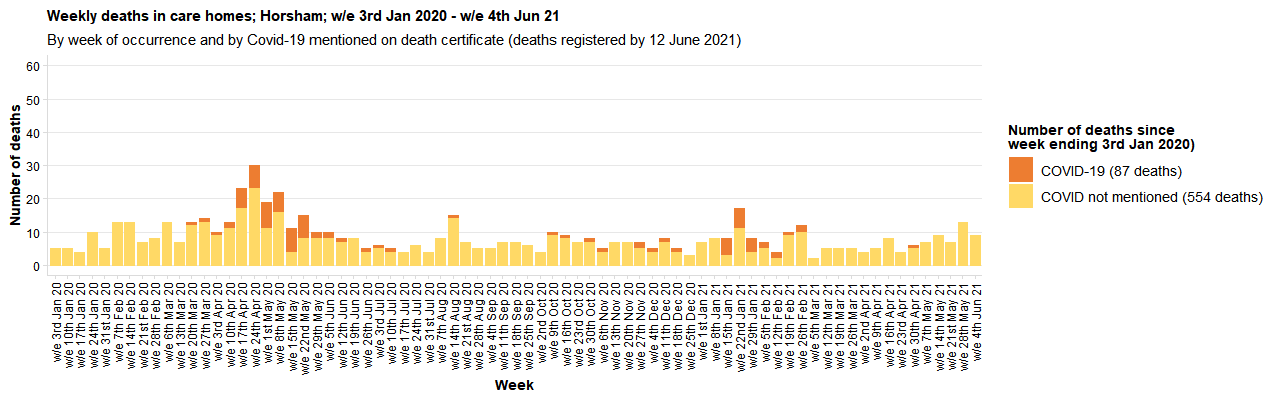 Weekly deaths in care homes; Horsham; w/e 3rd Jan 2020 - w/e 4th Jun 21
By week of occurrence and by Covid-19 mentioned on death certificate (deaths registered by 12 June 2021)
Number of deaths
60
50
40
30
20
10
0
w/e 3rd Jan 20
w/e 10th Jan 20
w/e 17th Jan 20
w/e 24th Jan 20
w/e 31st Jan 20
w/e 7th Feb 20
w/e 14th Feb 20
w/e 21st Feb 20
w/e 28th Feb 20
w/e 6th Mar 20
w/e 13th Mar 20
w/e 20th Mar 20
w/e 27th Mar 20
w/e 3rd Apr 20
w/e 10th Apr 20
w/e 17th Apr 20
w/e 24th Apr 20
w/e 1st May 20
w/e 8th May 20
w/e 15th May 20
w/e 22nd May 20
w/e 29th May 20
w/e 5th Jun 20
w/e 12th Jun 20
w/e 19th Jun 20
w/e 26th Jun 20
w/e 3rd Jul 20
w/e 10th Jul 20
w/e 17th Jul 20
w/e 24th Jul 20
w/e 31st Jul 20
w/e 7th Aug 20
w/e 14th Aug 20
w/e 21st Aug 20
w/e 28th Aug 20
w/e 4th Sep 20
w/e 11th Sep 20
w/e 18th Sep 20
w/e 25th Sep 20
w/e 2nd Oct 20
w/e 9th Oct 20
w/e 16th Oct 20
w/e 23rd Oct 20
w/e 30th Oct 20
w/e 6th Nov 20
w/e 13th Nov 20
w/e 20th Nov 20
w/e 27th Nov 20
w/e 4th Dec 20
w/e 11th Dec 20
w/e 18th Dec 20
w/e 25th Dec 20
w/e 1st Jan 21
w/e 8th Jan 21
w/e 15th Jan 21
w/e 22nd Jan 21
w/e 29th Jan 21
w/e 5th Feb 21
w/e 12th Feb 21
w/e 19th Feb 21
w/e 26th Feb 21
w/e 5th Mar 21
w/e 12th Mar 21
w/e 19th Mar 21
w/e 26th Mar 21
w/e 2nd Apr 21
w/e 9th Apr 21
w/e 16th Apr 21
w/e 23rd Apr 21
w/e 30th Apr 21
w/e 7th May 21
w/e 14th May 21
w/e 21st May 21
w/e 28th May 21
w/e 4th Jun 21
Week
Number of deaths since
week ending 3rd Jan 2020)
COVID-19 (87 deaths)
COVID not mentioned (554 deaths)